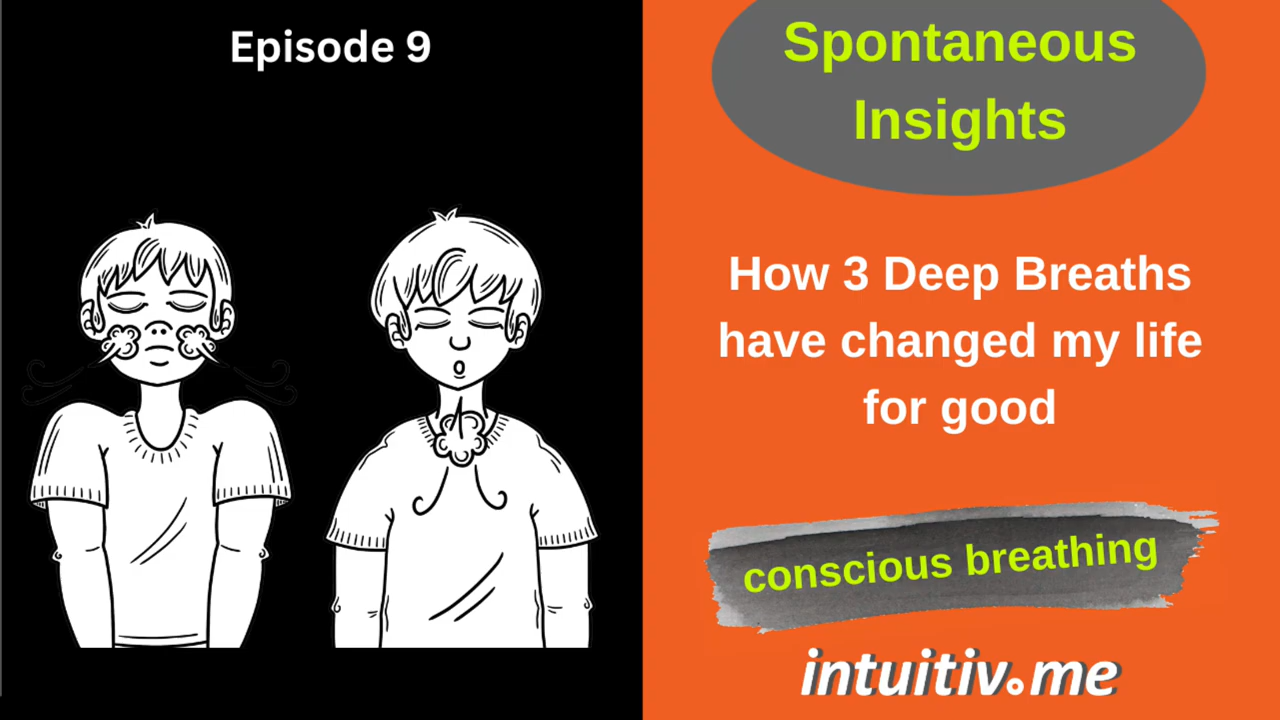 Episode 9
Spontaneous
Insights
How 3 Deep Breaths
have changed my life
for good
conscious breathing
intuitiv.me